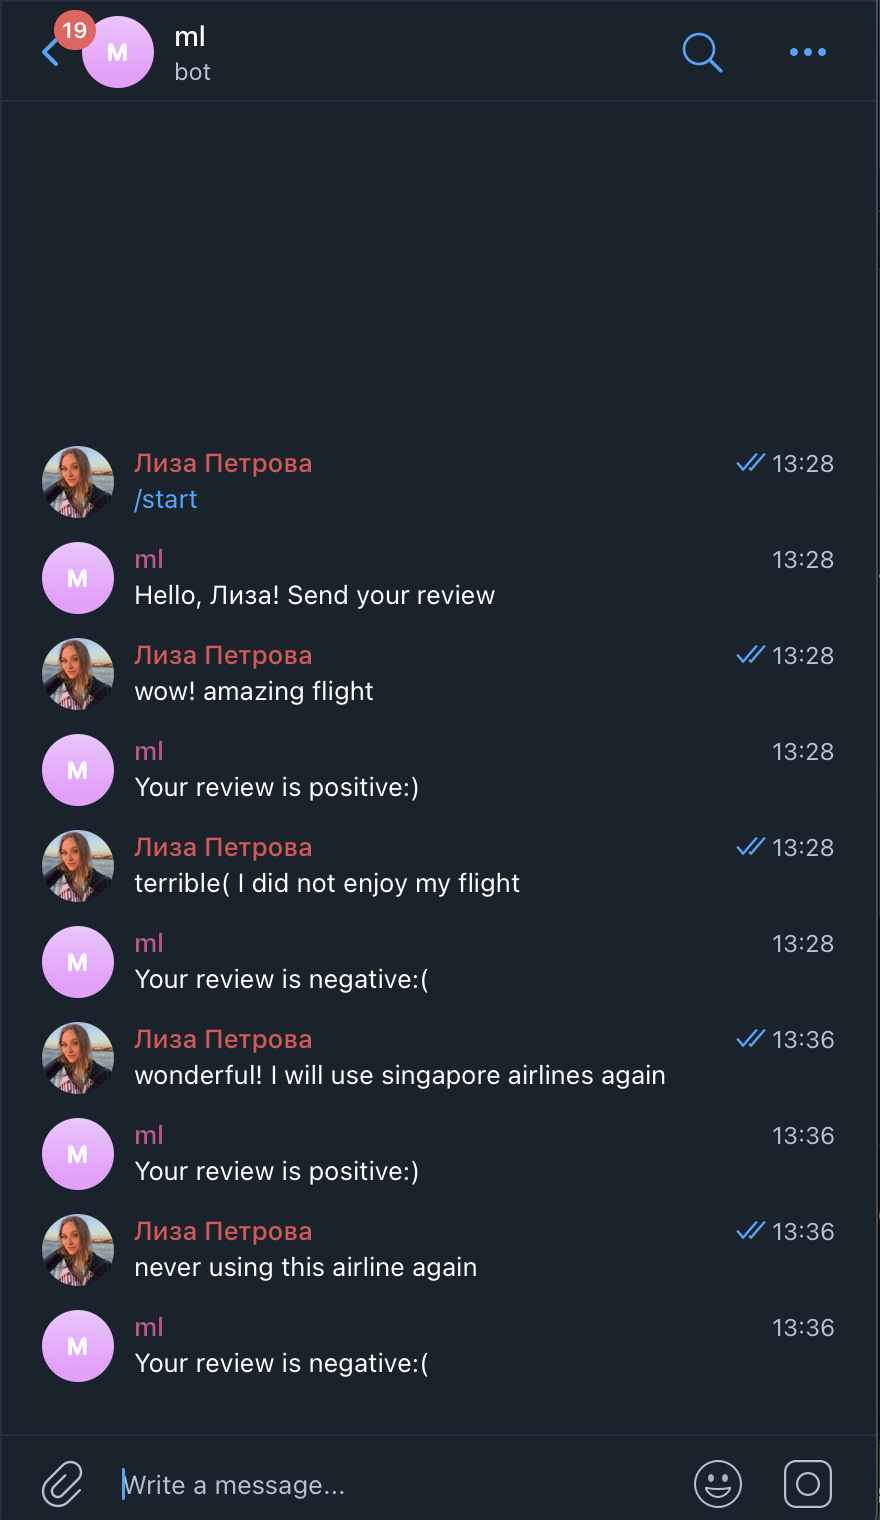 19
M
ml
bot
Лиза Петрова 13:28
/start
M
ml 13:28
Hello, Лиза! Send your review
Лиза Петрова 13:28
wow! amazing flight
ml 13:28
M
Your review is positive:)
Лиза Петрова 13:28
terrible( I did not enjoy my flight
ml 13:28
M
Your review is negative:(
Лиза Петрова 13:36
wonderful! I will use singapore airlines again
ml 13:36
M
Your review is positive:)
Лиза Петрова 13:36
never using this airline again
ml 13:36
M
Your review is negative:(
Write a message...